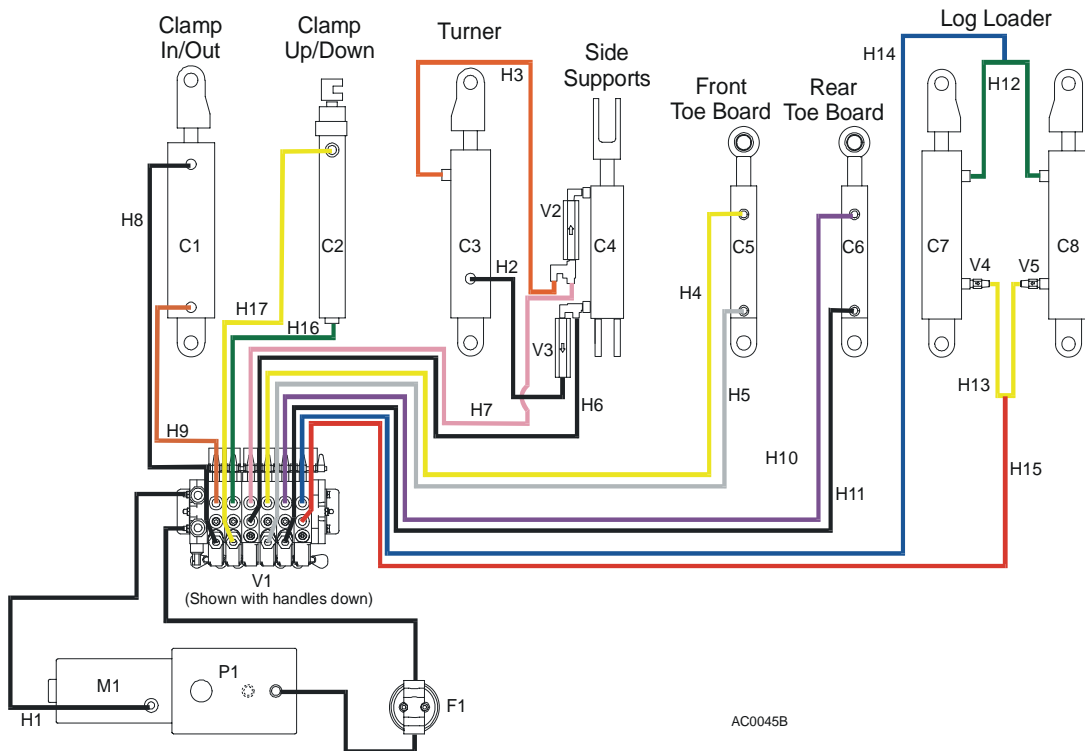 Clamp
In/Out
Clamp
Up/Down
Turner
Side
Supports
Front
Toe Board
Rear
Toe Board
Log Loader
H14
H3
H12
H8
V2
C1
C2
C3
C4
C5
C6
C7
C8
H2
V4
V5
H4
H17
H16
V3
H5
H13
H7
H6
H9
H10
H15
H11
V1
(Shown with handles down)
P1
M1
F1
H1
AC0045B